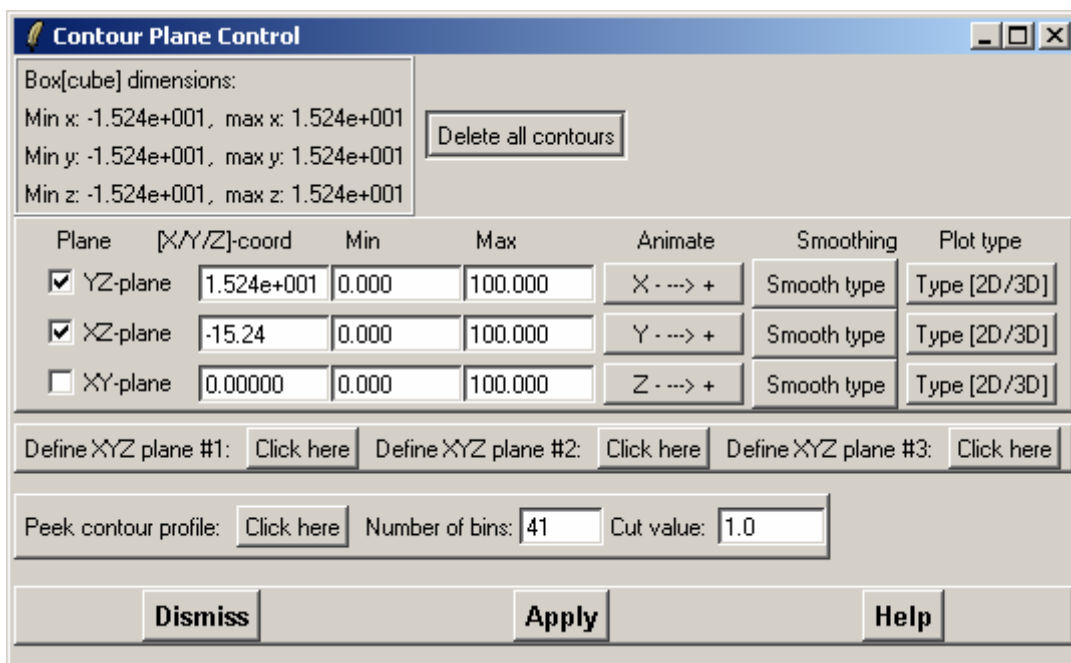 Contour Plane Control
Box[cube] dimensions:
Min x: -1.524e+001, max x: 1.524e+001
Delete all contours
Min y: -1.524e+001, max y: 1.524e+001
Min z: -1.524e+001, max z: 1.524e+001
Plane [X/Y/Z]-coord Min Max Animate Smoothing Plot type
YZ-plane 1.524e+001 0.000 100.000 X - ---> + Smooth type Type [2D/3D]
XZ-plane -15.24 0.000 100.000 Y - ---> + Smooth type Type [2D/3D]
XY-plane 0.00000 0.000 100.000 Z - ---> + Smooth type Type [2D/3D]
Define XYZ plane #1: Click here Define XYZ plane #2: Click here Define XYZ plane #3: Click here
Peek contour profile: Click here Number of bins: 41 Cut value: 1.0
Dismiss Apply Help